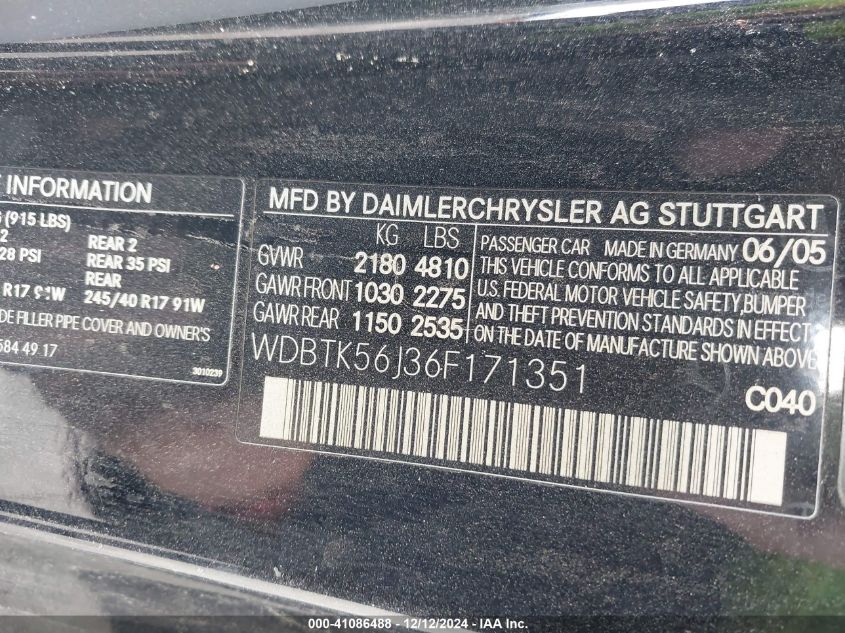 INFORMATION
(915 LBS)
2 REAR 2
28 PSI REAR 35 PSI
REAR
R17 91W 245/40 R17 91W
DE FILLER PIPE COVER AND OWNER'S
584 49 17
3010239
MFD BY DAIMLERCHRYSLER AG STUTTGART
KG LBS
GVWR 2180 4810
GAWR FRONT 1030 2275
GAWR REAR 1150 2535
PASSENGER CAR MADE IN GERMANY 06/05
THIS VEHICLE CONFORMS TO ALL APPLICABLE
U.S. FEDERAL MOTOR VEHICLE SAFETY, BUMPER
AND THEFT PREVENTION STANDARDS IN EFFECT
ON THE DATE OF MANUFACTURE SHOWN ABOVE.
WDBTK56J36F171351
C040
000-41086488 - 12/12/2024 - IAA Inc.